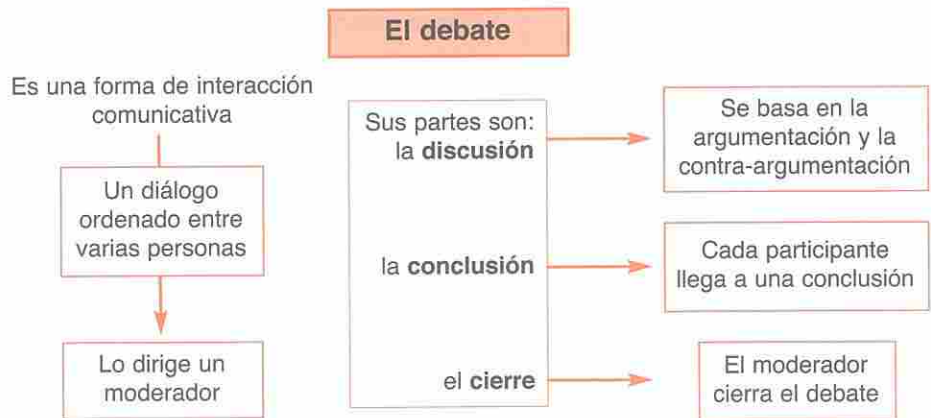 El debate
Es una forma de interacción
comunicativa
Un diálogo
ordenado entre
varias personas
Lo dirige un
moderador
Sus partes son:
la discusión
la conclusión
el cierre
Se basa en la
argumentación y la
contra-argumentación
Cada participante
llega a una conclusión
El moderador
cierra el debate